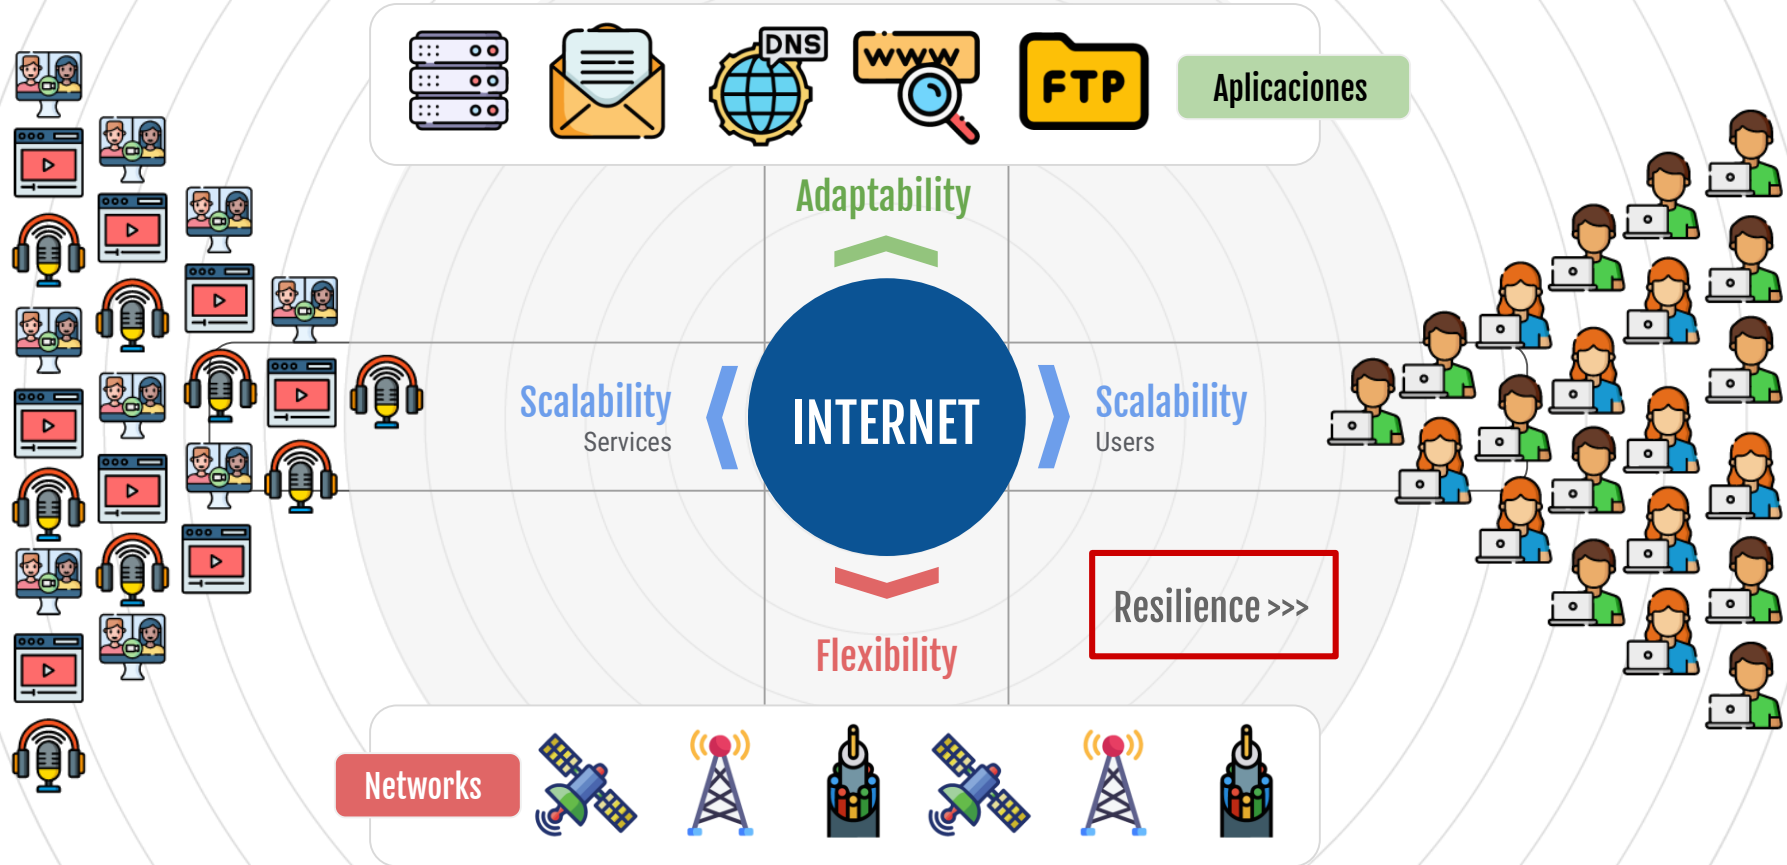 DNS
WWW
FTP
Aplicaciones
Adaptability
Scalability
Services
INTERNET
Scalability
Users
Flexibility
Resilience >>>
Networks